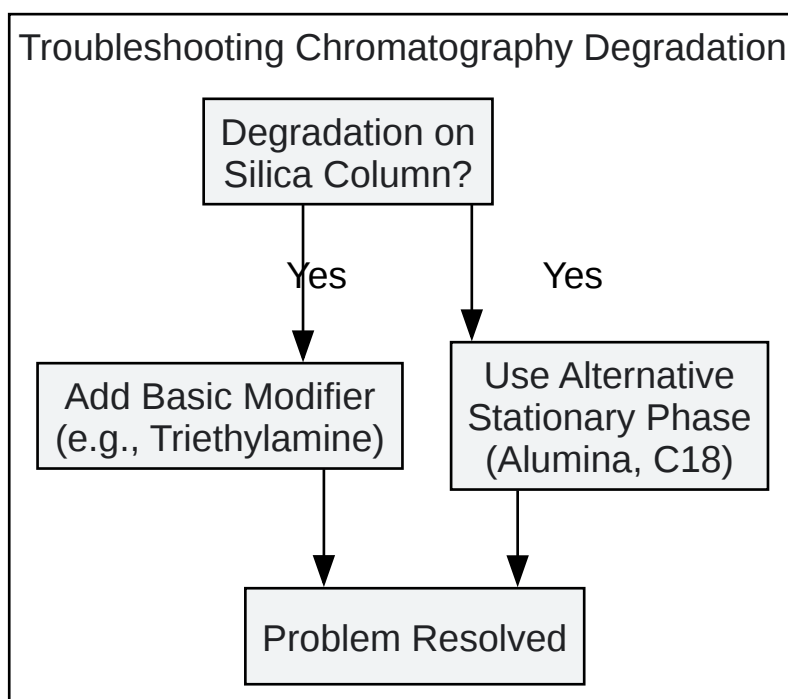 Troubleshooting Chromatography Degradation
Degradation on
Silica Column?
Yes
Yes
Add Basic Modifier
(e.g., Triethylamine)
Use Alternative
Stationary Phase
(Alumina, C18)
Problem Resolved